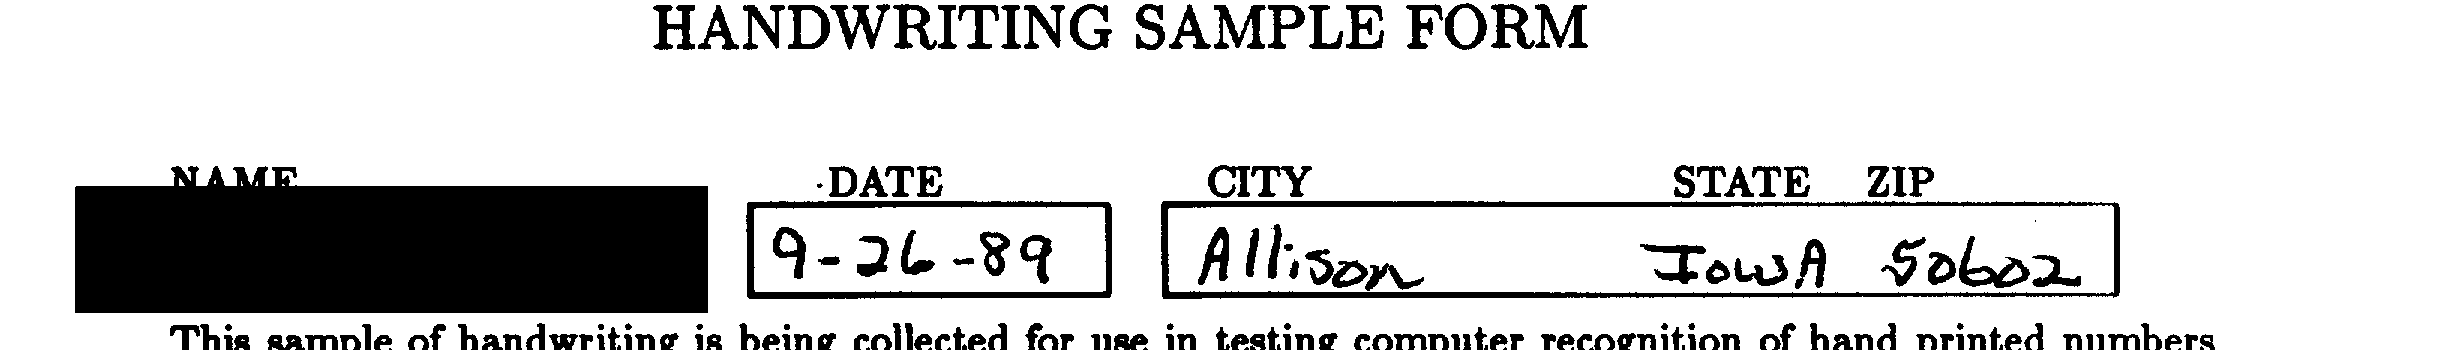 HANDWRITING SAMPLE FORM
NAME DATE CITY STATE ZIP
9-26-89 Allison IowA 50602
This sample of handwriting is being collected for use in testing computer recognition of hand printed numbers